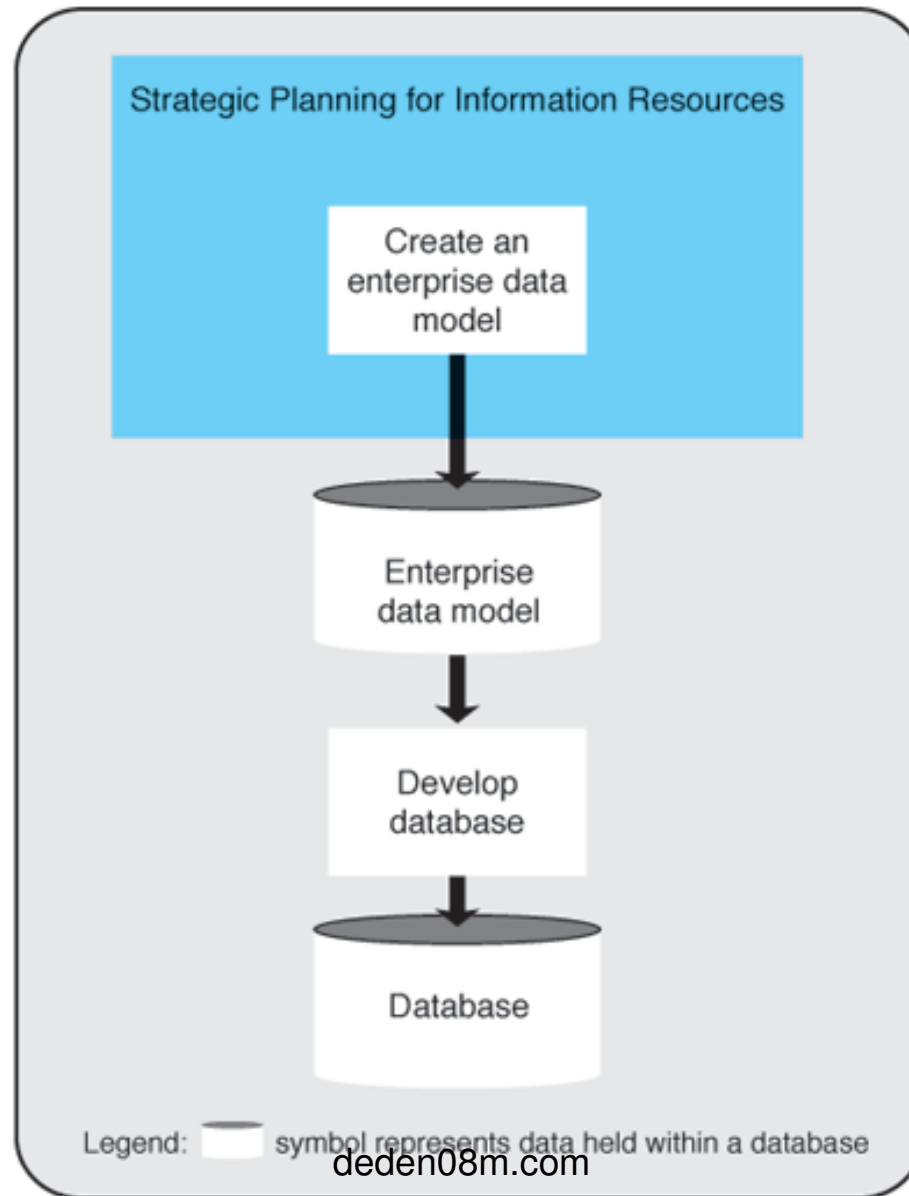 Strategic Planning for Information Resources
Create an
enterprise data
model
Enterprise
data model
Develop
database
Database
Legend: symbol represents data held within a database
deden08m.com